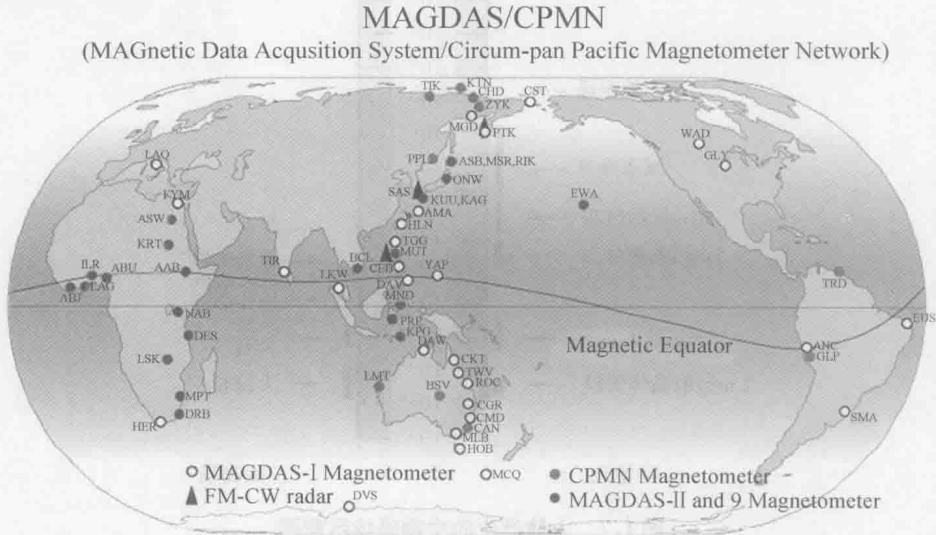 MAGDAS/CPMN
(MAGnetic Data Acqusition System/Circum-pan Pacific Magnetometer Network)
TIK
KTN
CHD
ZYK
CST
MGD
PTK
WAD
GLY
LAQ
PPI
ASB,MSR,RIK
ONW
KYM
SAS
KUU,KAG
EWA
ASW
AMA
HLN
KRT
TGG
MUT
ILR
ABU
AAB
TIR
BCL
CEB
YAP
TRD
ABJ
LAG
LKW
DAV
MND
NAB
PRP
EUS
DES
KPG
DAW
Magnetic Equator
ANC
GLP
LSK
CKT
TWV
LMT
BSV
ROC
MPT
CGR
DRB
CMD
SMA
HER
CAN
MLB
HOB
MAGDAS-I Magnetometer
MCQ
CPMN Magnetometer
FM-CW radar
DVS
MAGDAS-II and 9 Magnetometer